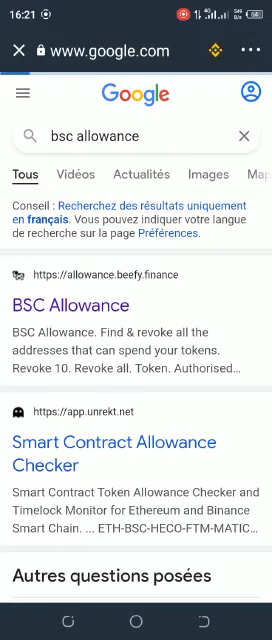 16:21
www.google.com
Google
bsc allowance
Tous Vidéos Actualités Images Map
Conseil : Recherchez des résultats uniquement
en français. Vous pouvez indiquer votre langue
de recherche sur la page Préférences.
https://allowance.beefy.finance
BSC Allowance
BSC Allowance. Find & revoke all the
addresses that can spend your tokens.
Revoke 10. Revoke all. Token. Authorised...
https://app.unrekt.net
Smart Contract Allowance
Checker
Smart Contract Token Allowance Checker and
Timelock Monitor for Ethereum and Binance
Smart Chain. ... ETH-BSC-HECO-FTM-MATIC...
Autres questions posées